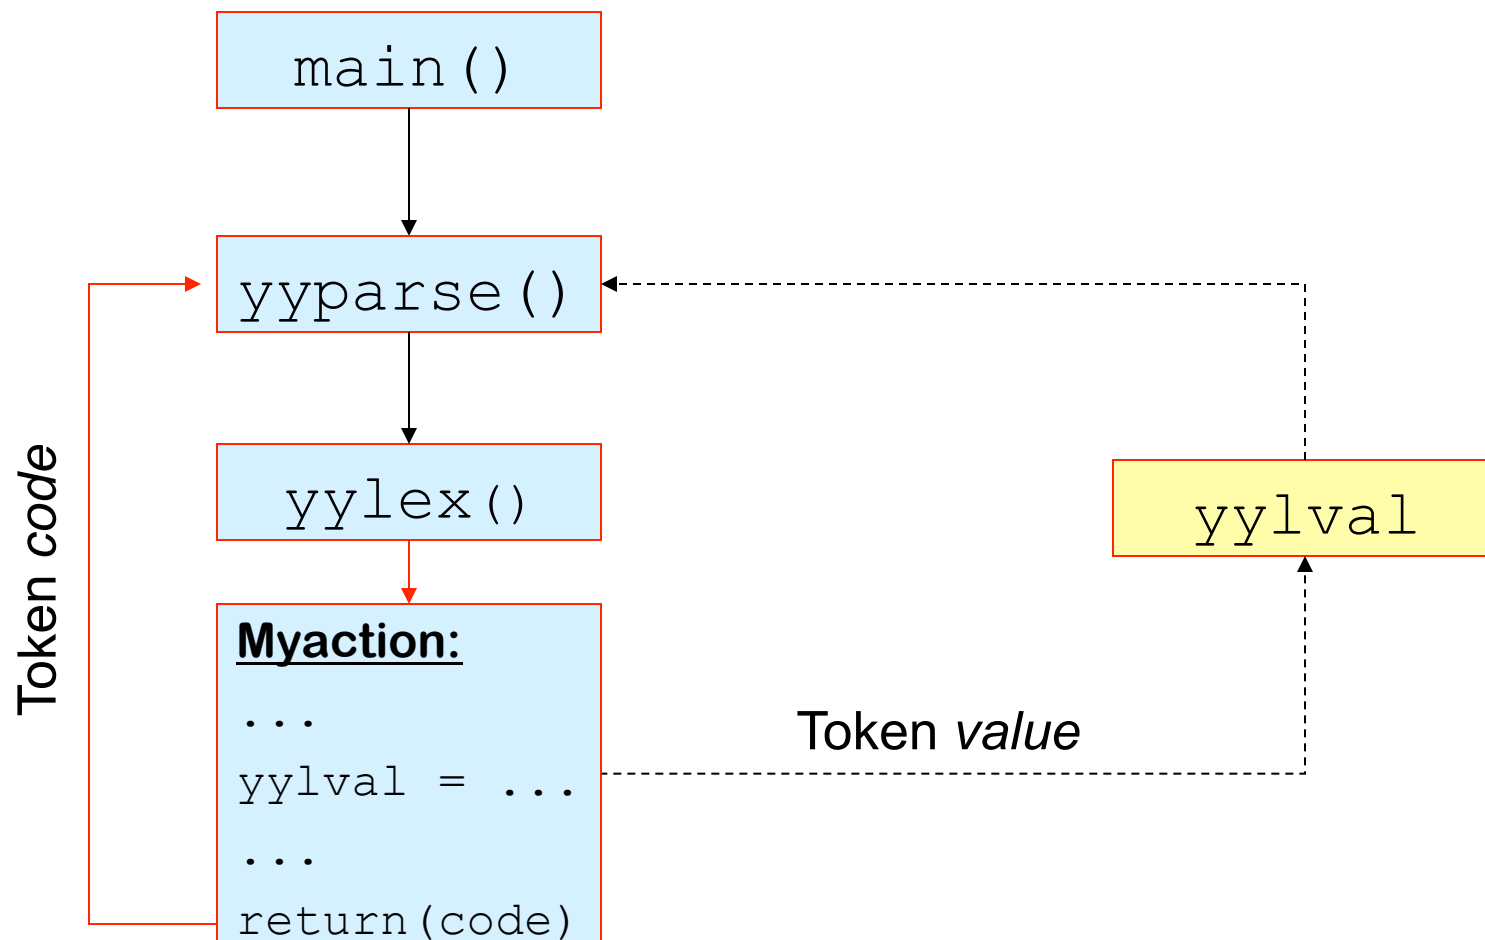 main()
yyparse()
yylex()
Token code
yylval
Myaction:
...
Token value
yylval = ...
...
return(code)